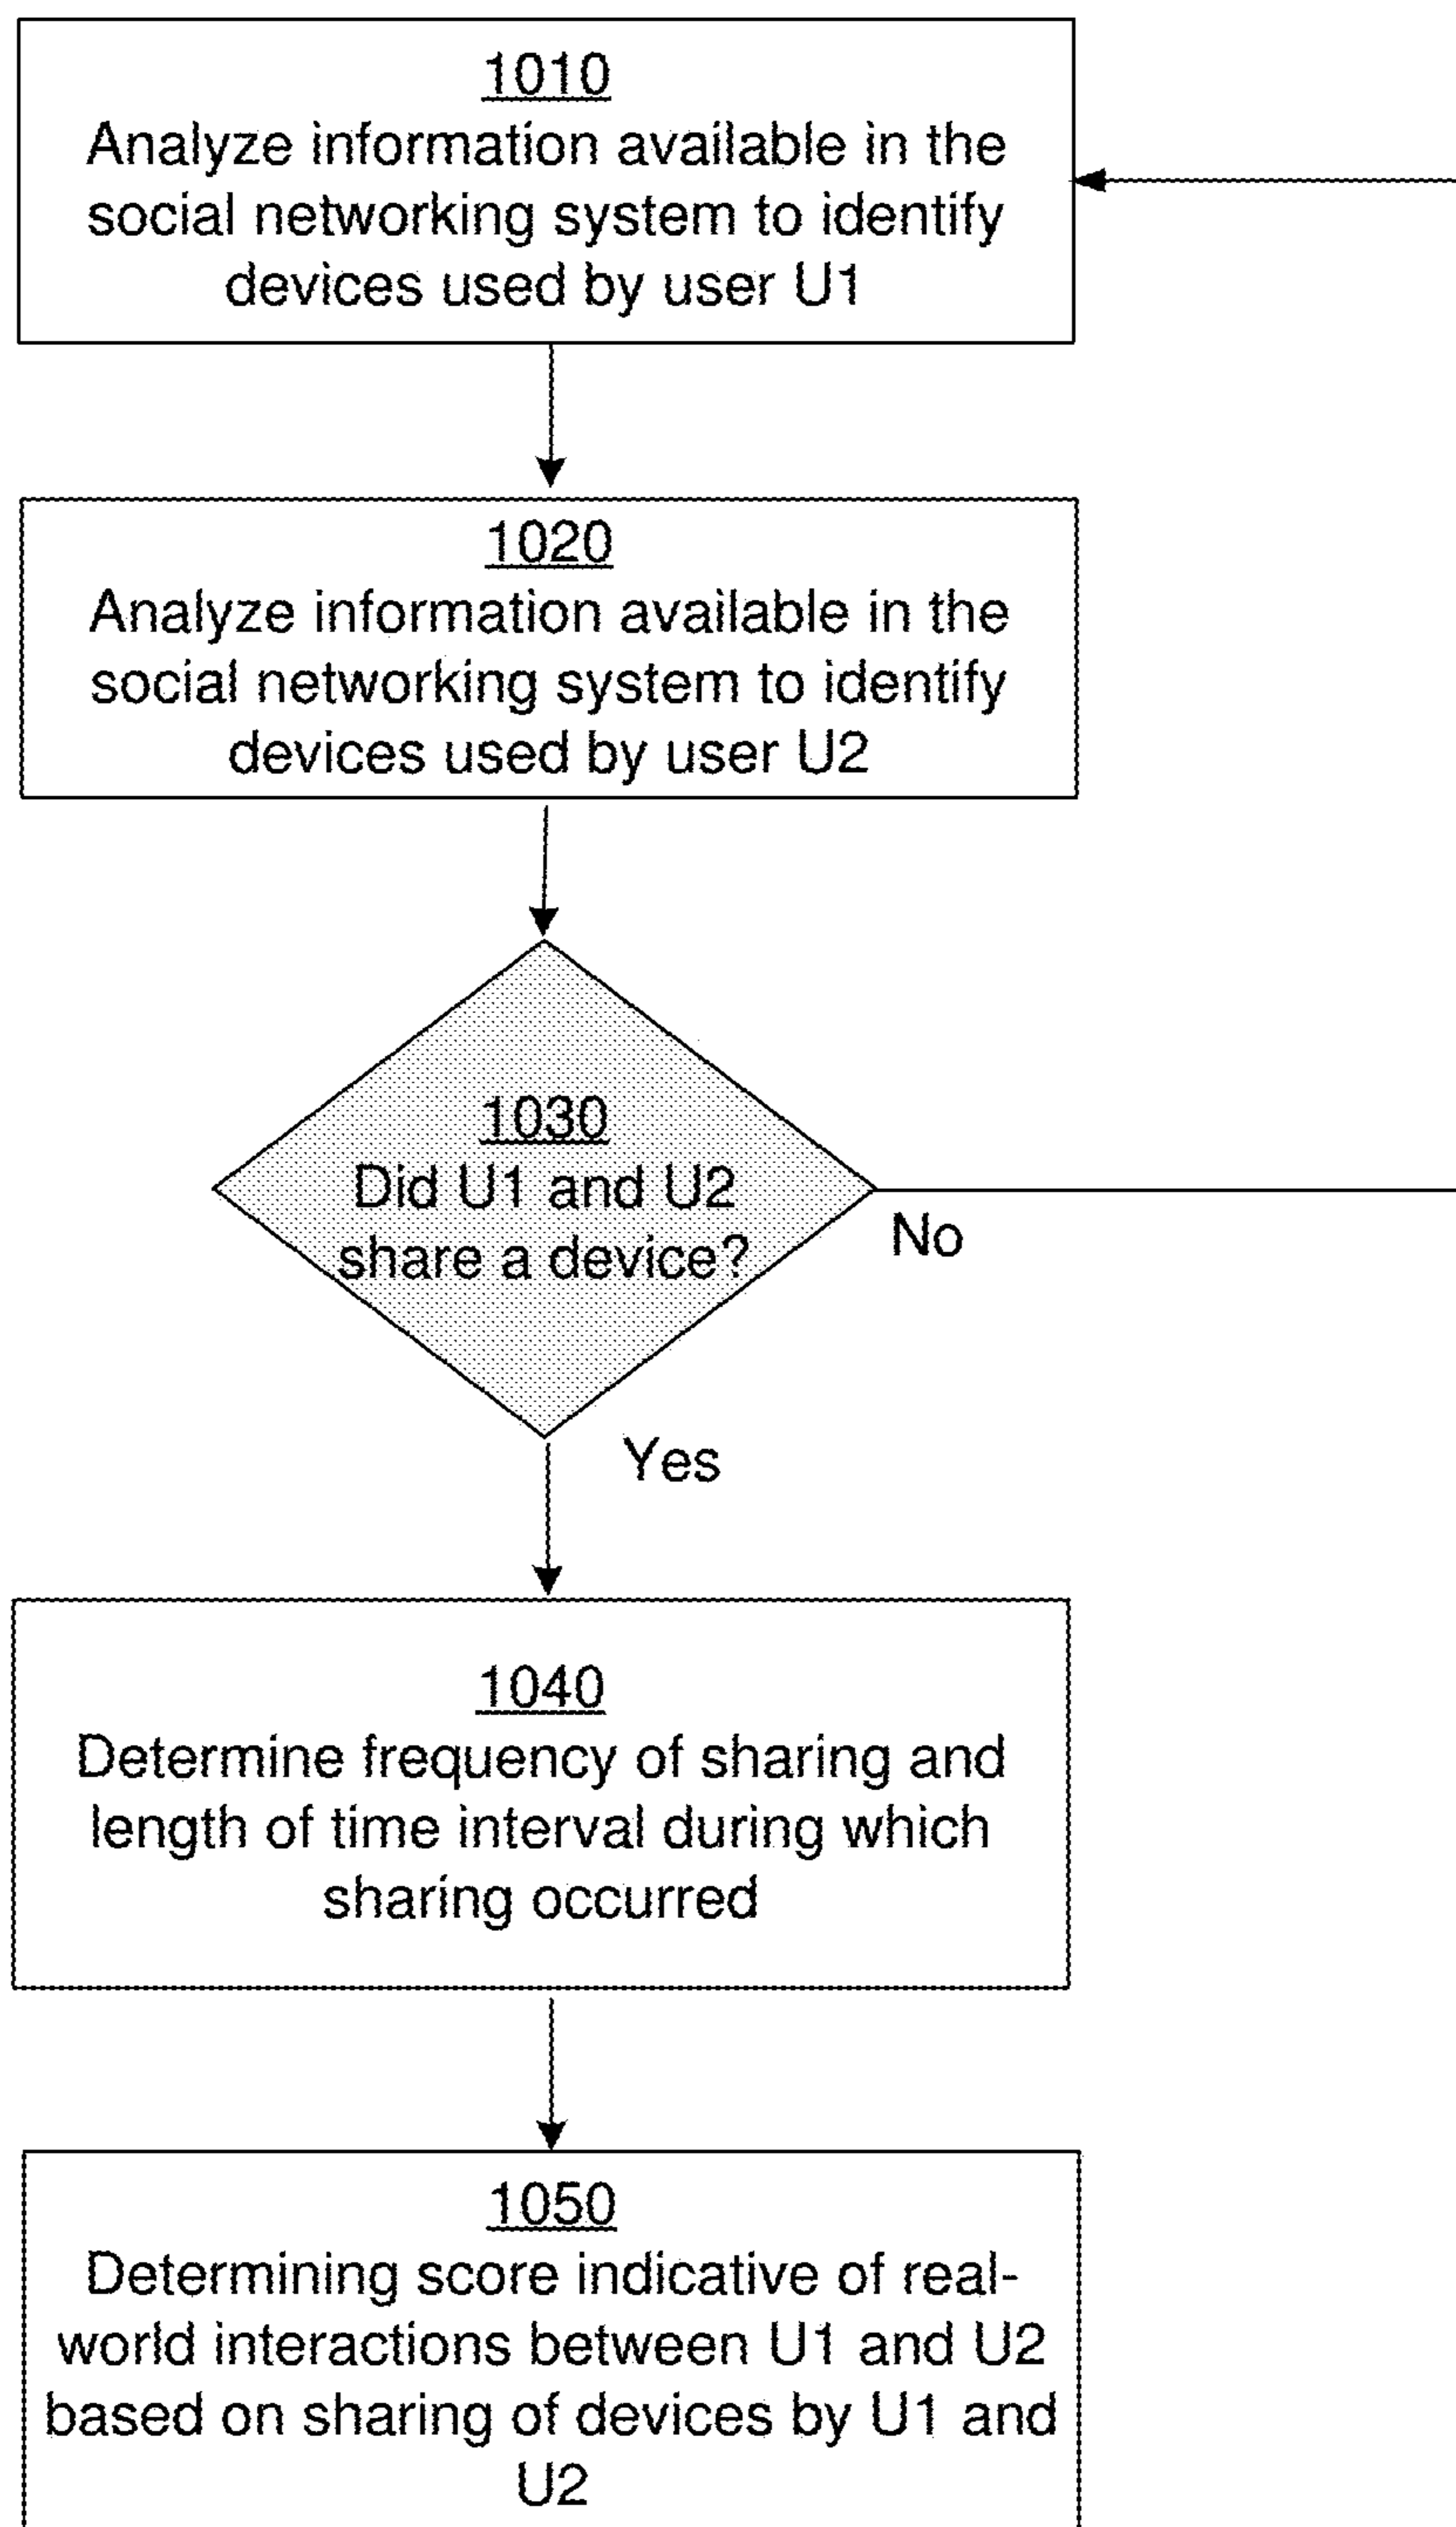 1010
Analyze information available in the
social networking system to identify
devices used by user U1
1020
Analyze information available in the
social networking system to identify
devices used by user U2
1030
Did U1 and U2
share a device?
No
Yes
1040
Determine frequency of sharing and
length of time interval during which
sharing occurred
1050
Determining score indicative of real-
world interactions between U1 and U2
based on sharing of devices by U1 and
U2